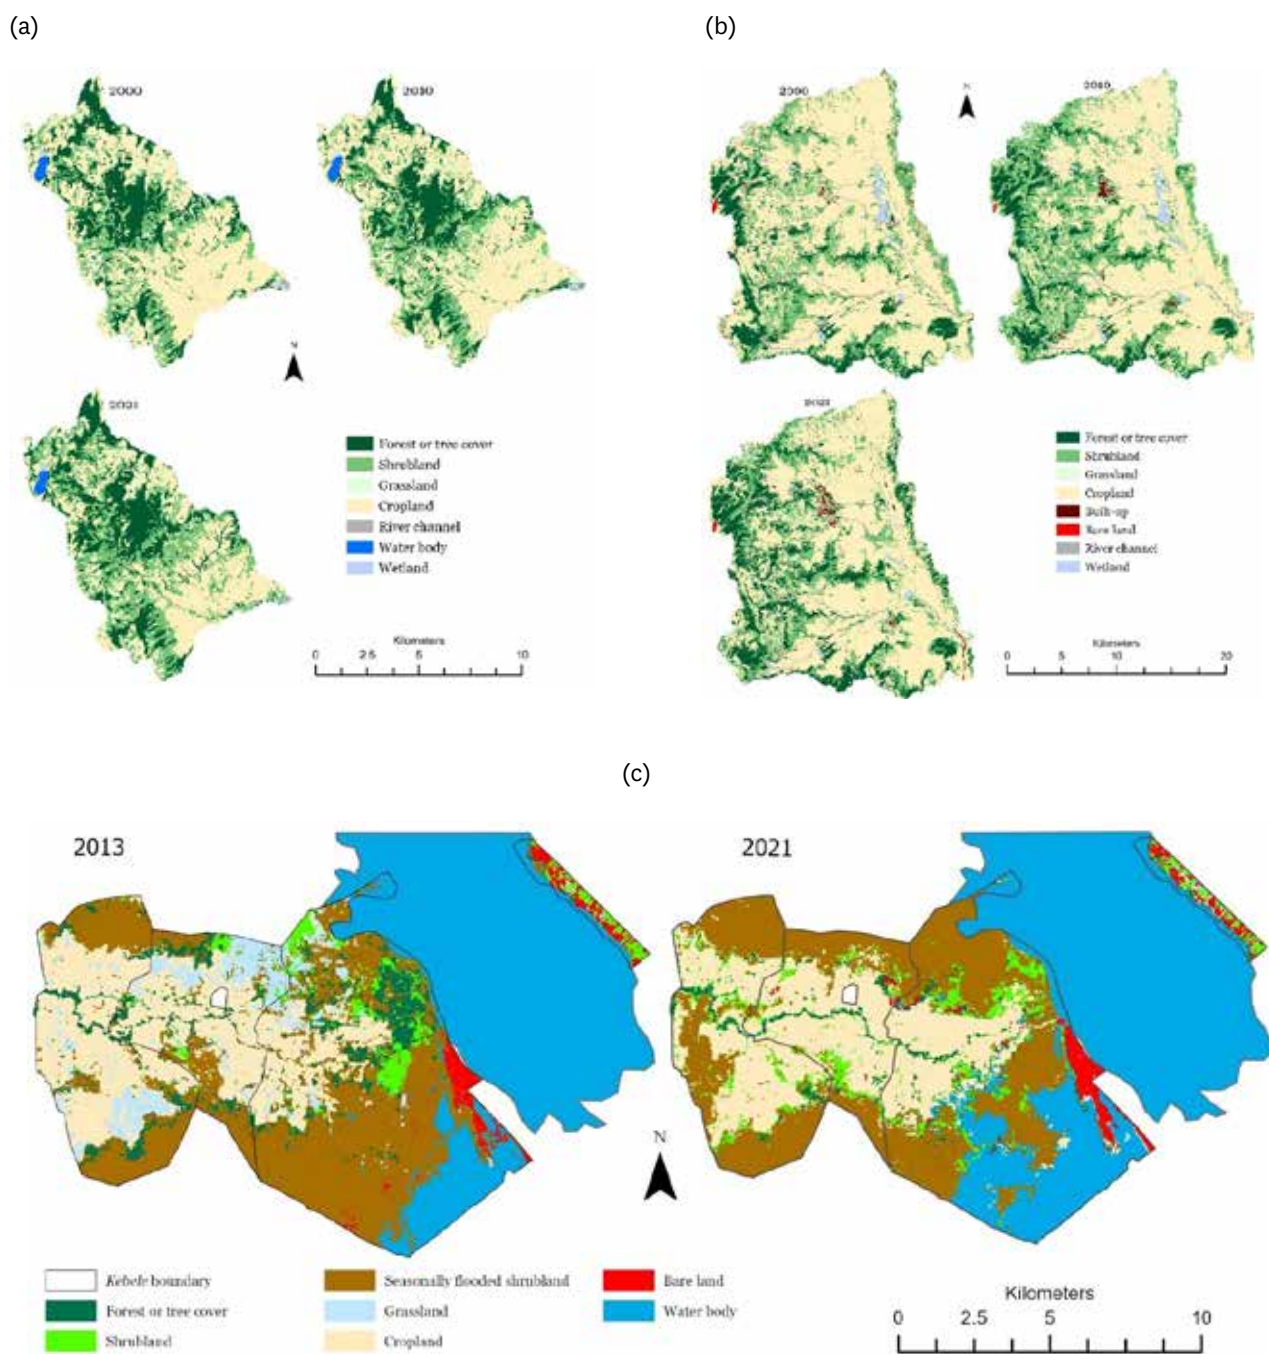 (a)
(b)
2000
2010
2000
2010
N
N
2021
2021
Forest or tree cover
Shrubland
Grassland
Cropland
River channel
Water body
Wetland
Kilometers
0 2.5 5 10
Forest or tree cover
Shrubland
Grassland
Cropland
Built-up
Bare land
River channel
Wetland
Kilometers
0 5 10 20
(c)
2013
2021
N
Kebele boundary
Forest or tree cover
Shrubland
Seasonally flooded shrubland
Grassland
Cropland
Bare land
Water body
Kilometers
0 2.5 5 10